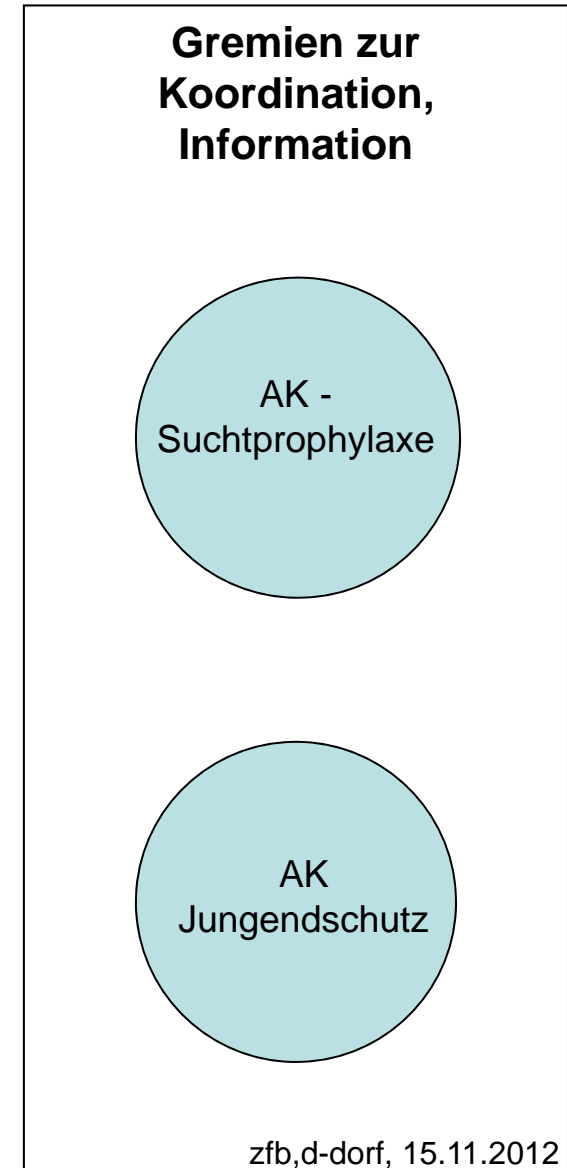 Gremien zur
Koordination,
Information
AK -
Suchtprophylaxe
AK
Jungendschutz
zfb,d-dorf, 15.11.2012